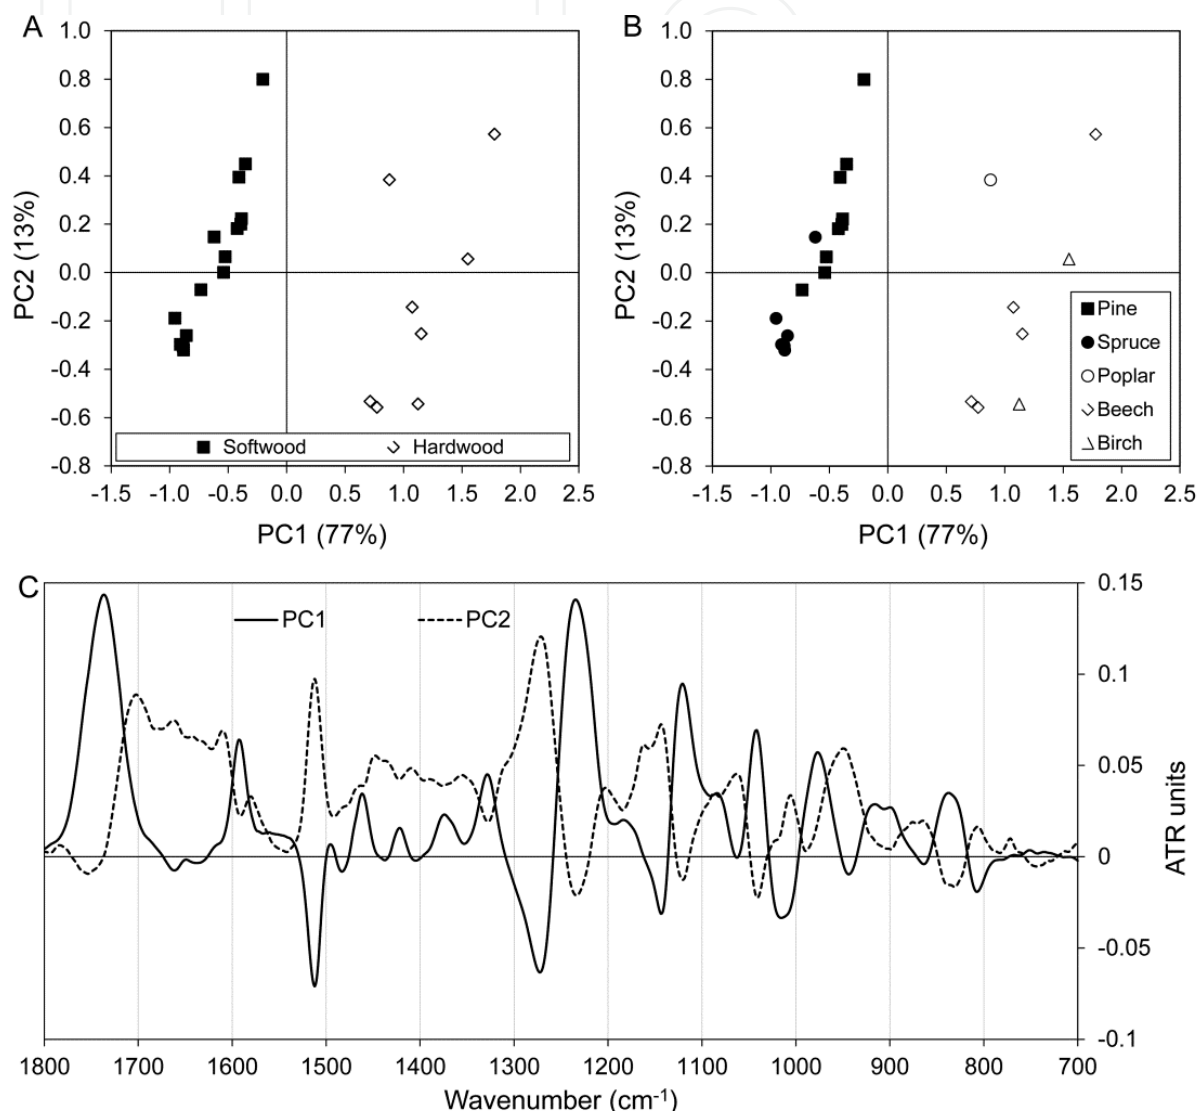 A
1.0
0.8
0.6
0.4
0.2
0.0
-0.2
-0.4
-0.6
-0.8
PC2 (13%)
Softwood Hardwood
-1.5 -1.0 -0.5 0.0 0.5 1.0 1.5 2.0 2.5
PC1 (77%)
B
1.0
0.8
0.6
0.4
0.2
0.0
-0.2
-0.4
-0.6
-0.8
PC2 (13%)
Pine
Spruce
Poplar
Beech
Birch
-1.5 -1.0 -0.5 0.0 0.5 1.0 1.5 2.0 2.5
PC1 (77%)
C
PC1 PC2
0.15
0.1
0.05
0
-0.05
-0.1
ATR units
1800 1700 1600 1500 1400 1300 1200 1100 1000 900 800 700
Wavenumber (cm-1)